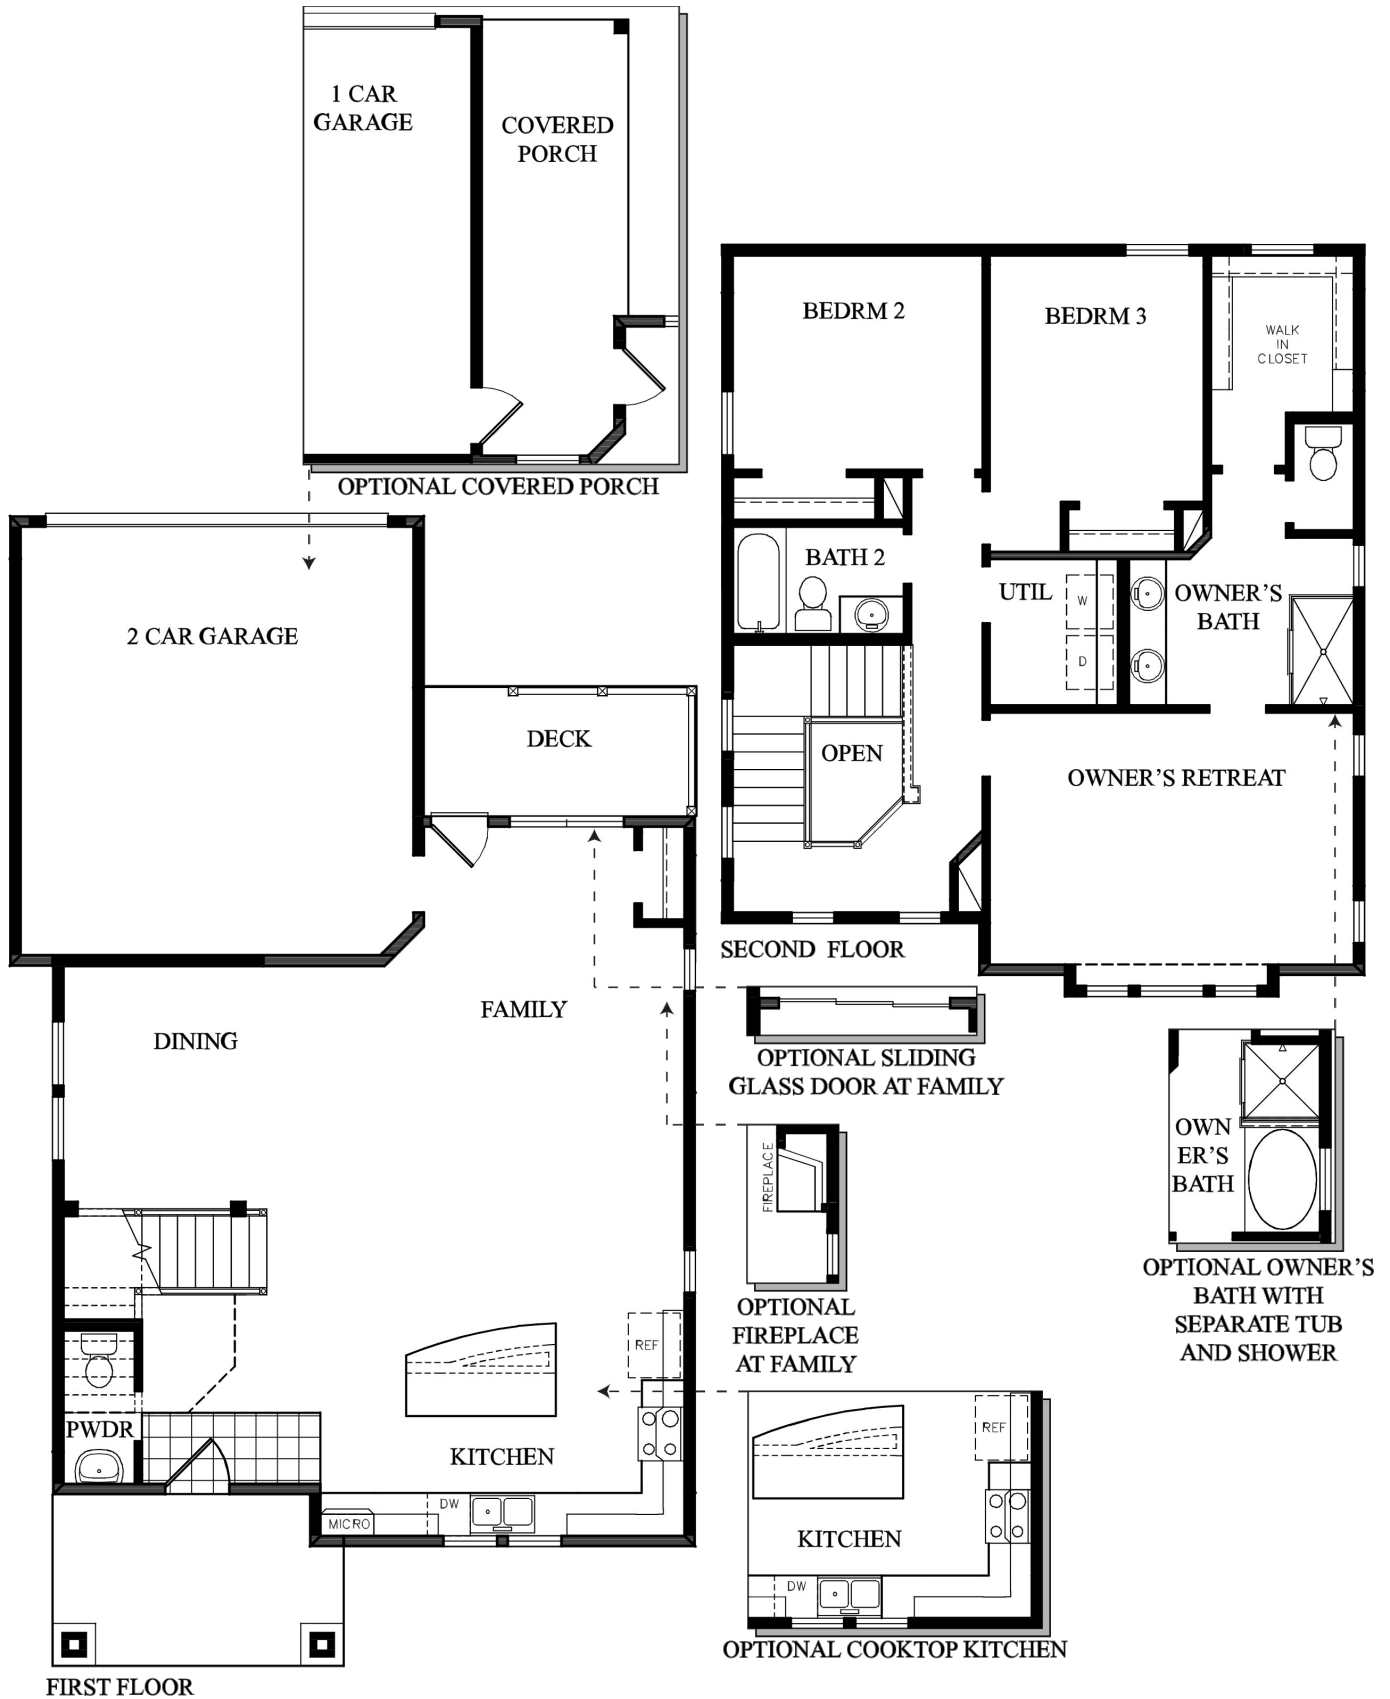 1 CAR
GARAGE
COVERED
PORCH
OPTIONAL COVERED PORCH
2 CAR GARAGE
DECK
FAMILY
DINING
REF
PWDR
KITCHEN
DW
MICRO
FIRST FLOOR
BEDRM 2
BEDRM 3
WALK
IN
CLOSET
BATH 2
UTIL
W
D
OWNER'S
BATH
OPEN
OWNER'S RETREAT
SECOND FLOOR
OPTIONAL SLIDING
GLASS DOOR AT FAMILY
FIREPLACE
OPTIONAL
FIREPLACE
AT FAMILY
OWN
ER'S
BATH
OPTIONAL OWNER'S
BATH WITH
SEPARATE TUB
AND SHOWER
REF
KITCHEN
DW
OPTIONAL COOKTOP KITCHEN